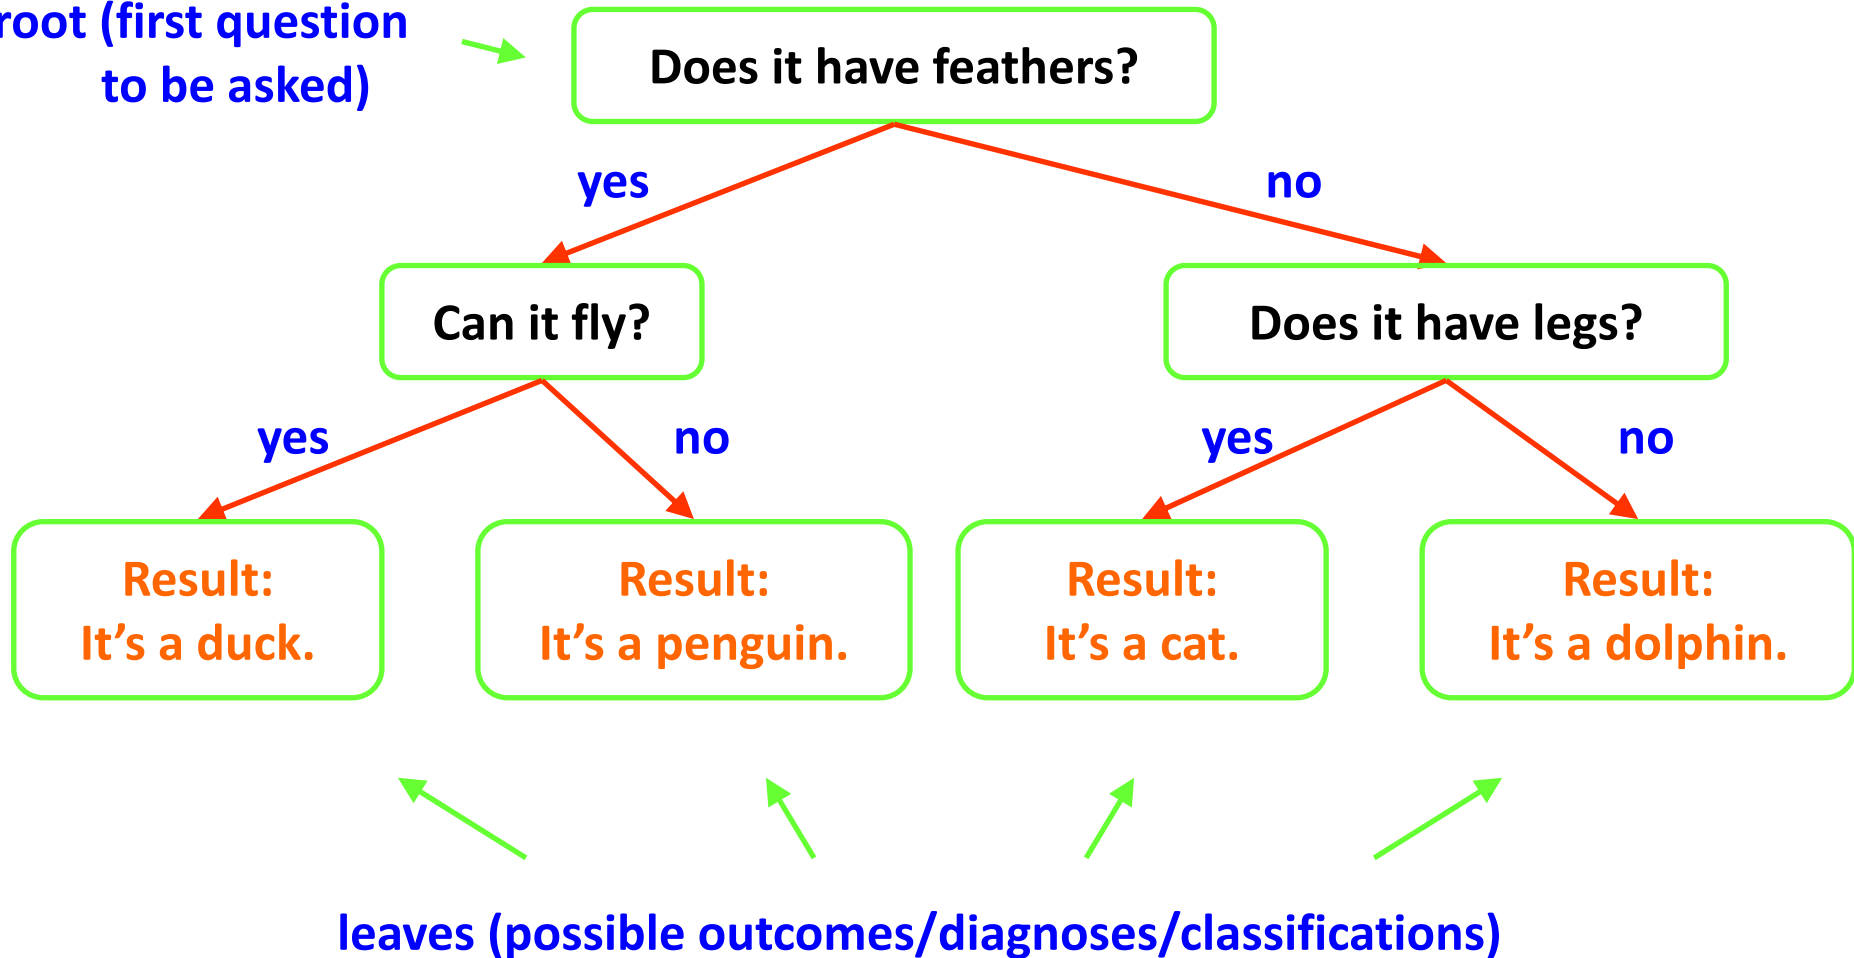 root (first question
to be asked)
Does it have feathers?
yes
no
Can it fly?
Does it have legs?
yes
no
yes
no
Result:
It’s a duck.
Result:
It’s a penguin.
Result:
It’s a cat.
Result:
It’s a dolphin.
leaves (possible outcomes/diagnoses/classifications)